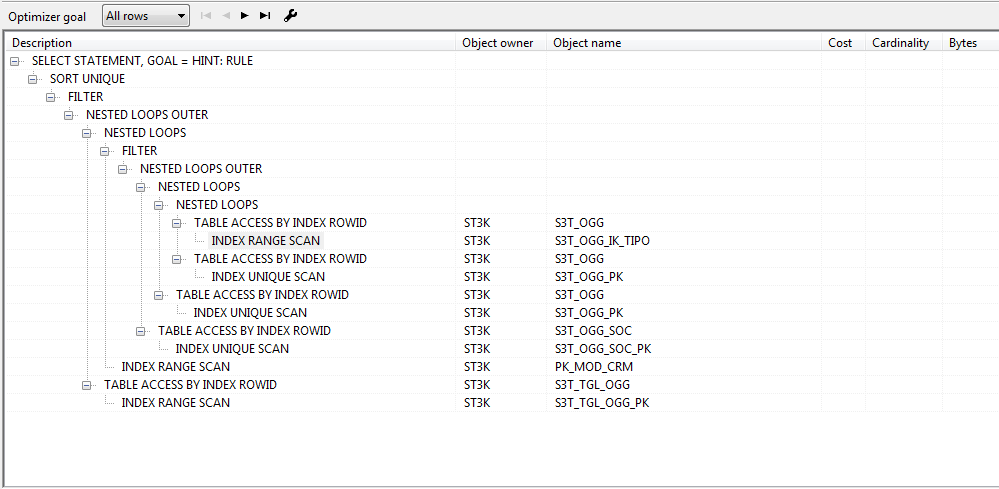 Optimizer goal All rows
Description Object owner Object name Cost Cardinality Bytes
SELECT STATEMENT, GOAL = HINT: RULE
SORT UNIQUE
FILTER
NESTED LOOPS OUTER
NESTED LOOPS
FILTER
NESTED LOOPS OUTER
NESTED LOOPS
NESTED LOOPS
TABLE ACCESS BY INDEX ROWID ST3K S3T_OGG
INDEX RANGE SCAN ST3K S3T_OGG_IK_TIPO
TABLE ACCESS BY INDEX ROWID ST3K S3T_OGG
INDEX UNIQUE SCAN ST3K S3T_OGG_PK
TABLE ACCESS BY INDEX ROWID ST3K S3T_OGG
INDEX UNIQUE SCAN ST3K S3T_OGG_PK
TABLE ACCESS BY INDEX ROWID ST3K S3T_OGG_SOC
INDEX UNIQUE SCAN ST3K S3T_OGG_SOC_PK
INDEX RANGE SCAN ST3K PK_MOD_CRM
TABLE ACCESS BY INDEX ROWID ST3K S3T_TGL_OGG
INDEX RANGE SCAN ST3K S3T_TGL_OGG_PK